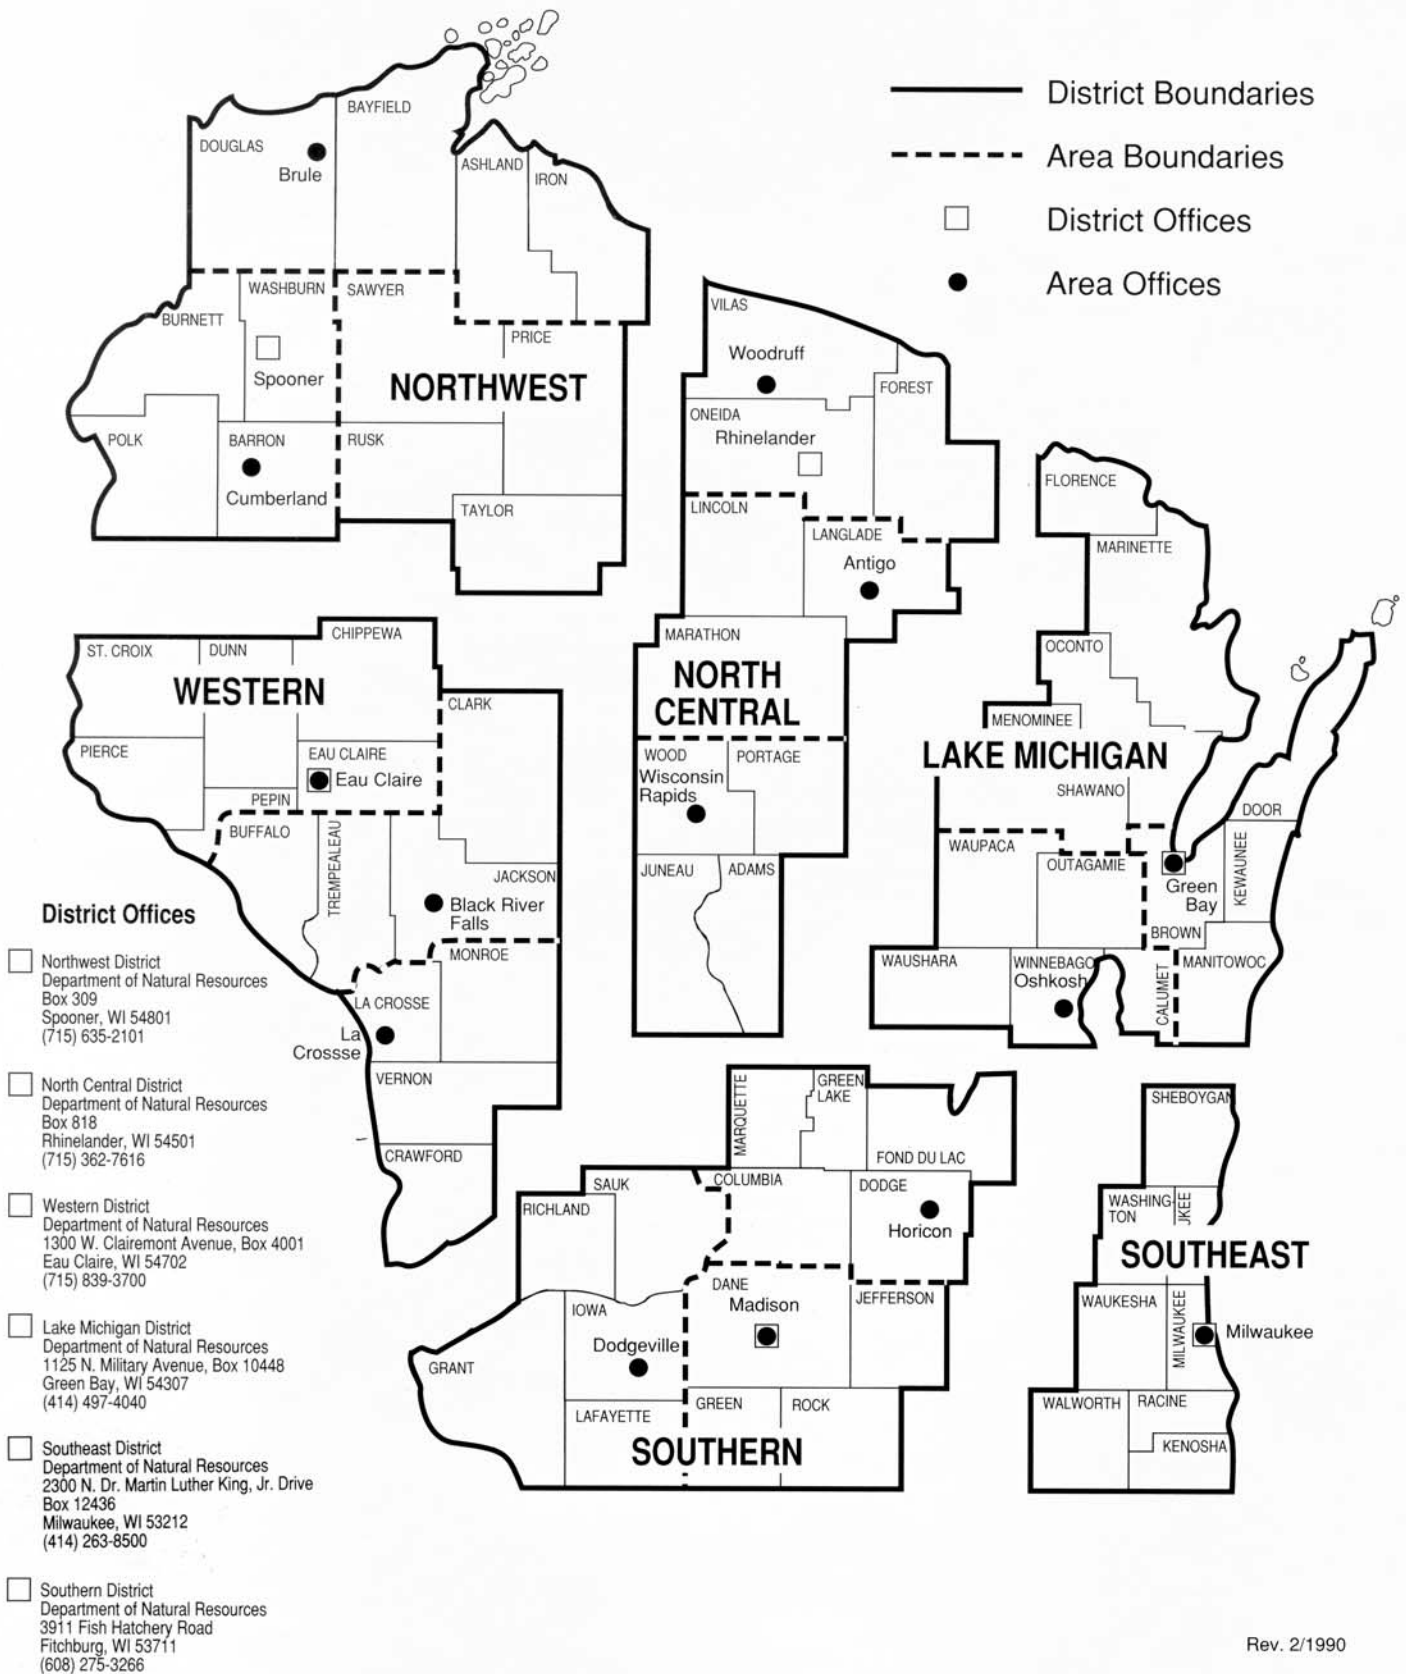 District Boundaries
Area Boundaries
District Offices
Area Offices
BAYFIELD
DOUGLAS
Brule
ASHLAND
IRON
WASHBURN
SAWYER
BURNETT
PRICE
Spooner
NORTHWEST
POLK
BARRON
RUSK
Cumberland
TAYLOR
VILAS
Woodruff
FOREST
ONEIDA
Rhinelander
LINCOLN
LANGLADE
Antigo
MARATHON
NORTH
CENTRAL
WOOD
PORTAGE
Wisconsin
Rapids
JUNEAU
ADAMS
FLORENCE
MARINETTE
OCONTO
MENOMINEE
LAKE MICHIGAN
SHAWANO
DOOR
WAUPACA
OUTAGAMIE
KEWAUNEE
Green
Bay
BROWN
WAUSHARA
WINNEBAGO
Oshkosh
CALUMET
MANITOWOC
CHIPPEWA
ST. CROIX
DUNN
WESTERN
CLARK
PIERCE
EAU CLAIRE
Eau Claire
PEPIN
BUFFALO
TREMPEALEAU
JACKSON
Black River
Falls
MONROE
LA CROSSE
La
Crossse
VERNON
CRAWFORD
MARQUETTE
GREEN
LAKE
FOND DU LAC
SAUK
COLUMBIA
DODGE
RICHLAND
Horicon
DANE
IOWA
Madison
JEFFERSON
Dodgeville
GRANT
LAFAYETTE
GREEN
ROCK
SOUTHERN
SHEBOYGAN
WASHING-
TON
UKEE
SOUTHEAST
WAUKESHA
MILWAUKEE
Milwaukee
WALWORTH
RACINE
KENOSHA
District Offices
Northwest District
Department of Natural Resources
Box 309
Spooner, WI 54801
(715) 635-2101
North Central District
Department of Natural Resources
Box 818
Rhinelander, WI 54501
(715) 362-7616
Western District
Department of Natural Resources
1300 W. Clairemont Avenue, Box 4001
Eau Claire, WI 54702
(715) 839-3700
Lake Michigan District
Department of Natural Resources
1125 N. Military Avenue, Box 10448
Green Bay, WI 54307
(414) 497-4040
Southeast District
Department of Natural Resources
2300 N. Dr. Martin Luther King, Jr. Drive
Box 12436
Milwaukee, WI 53212
(414) 263-8500
Southern District
Department of Natural Resources
3911 Fish Hatchery Road
Fitchburg, WI 53711
(608) 275-3266
Rev. 2/1990